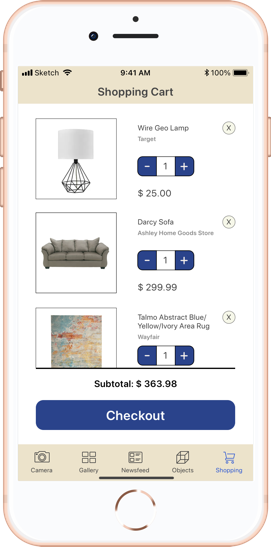 Sketch 9:41 AM 100%
Shopping Cart
Wire Geo Lamp X
Target
- 1 +
$ 25.00
Darcy Sofa X
Ashley Home Goods Store
- 1 +
$ 299.99
Talmo Abstract Blue/ X
Yellow/Ivory Area Rug
Wayfair
- 1 +
Subtotal: $ 363.98
Checkout
Camera Gallery Newsfeed Objects Shopping